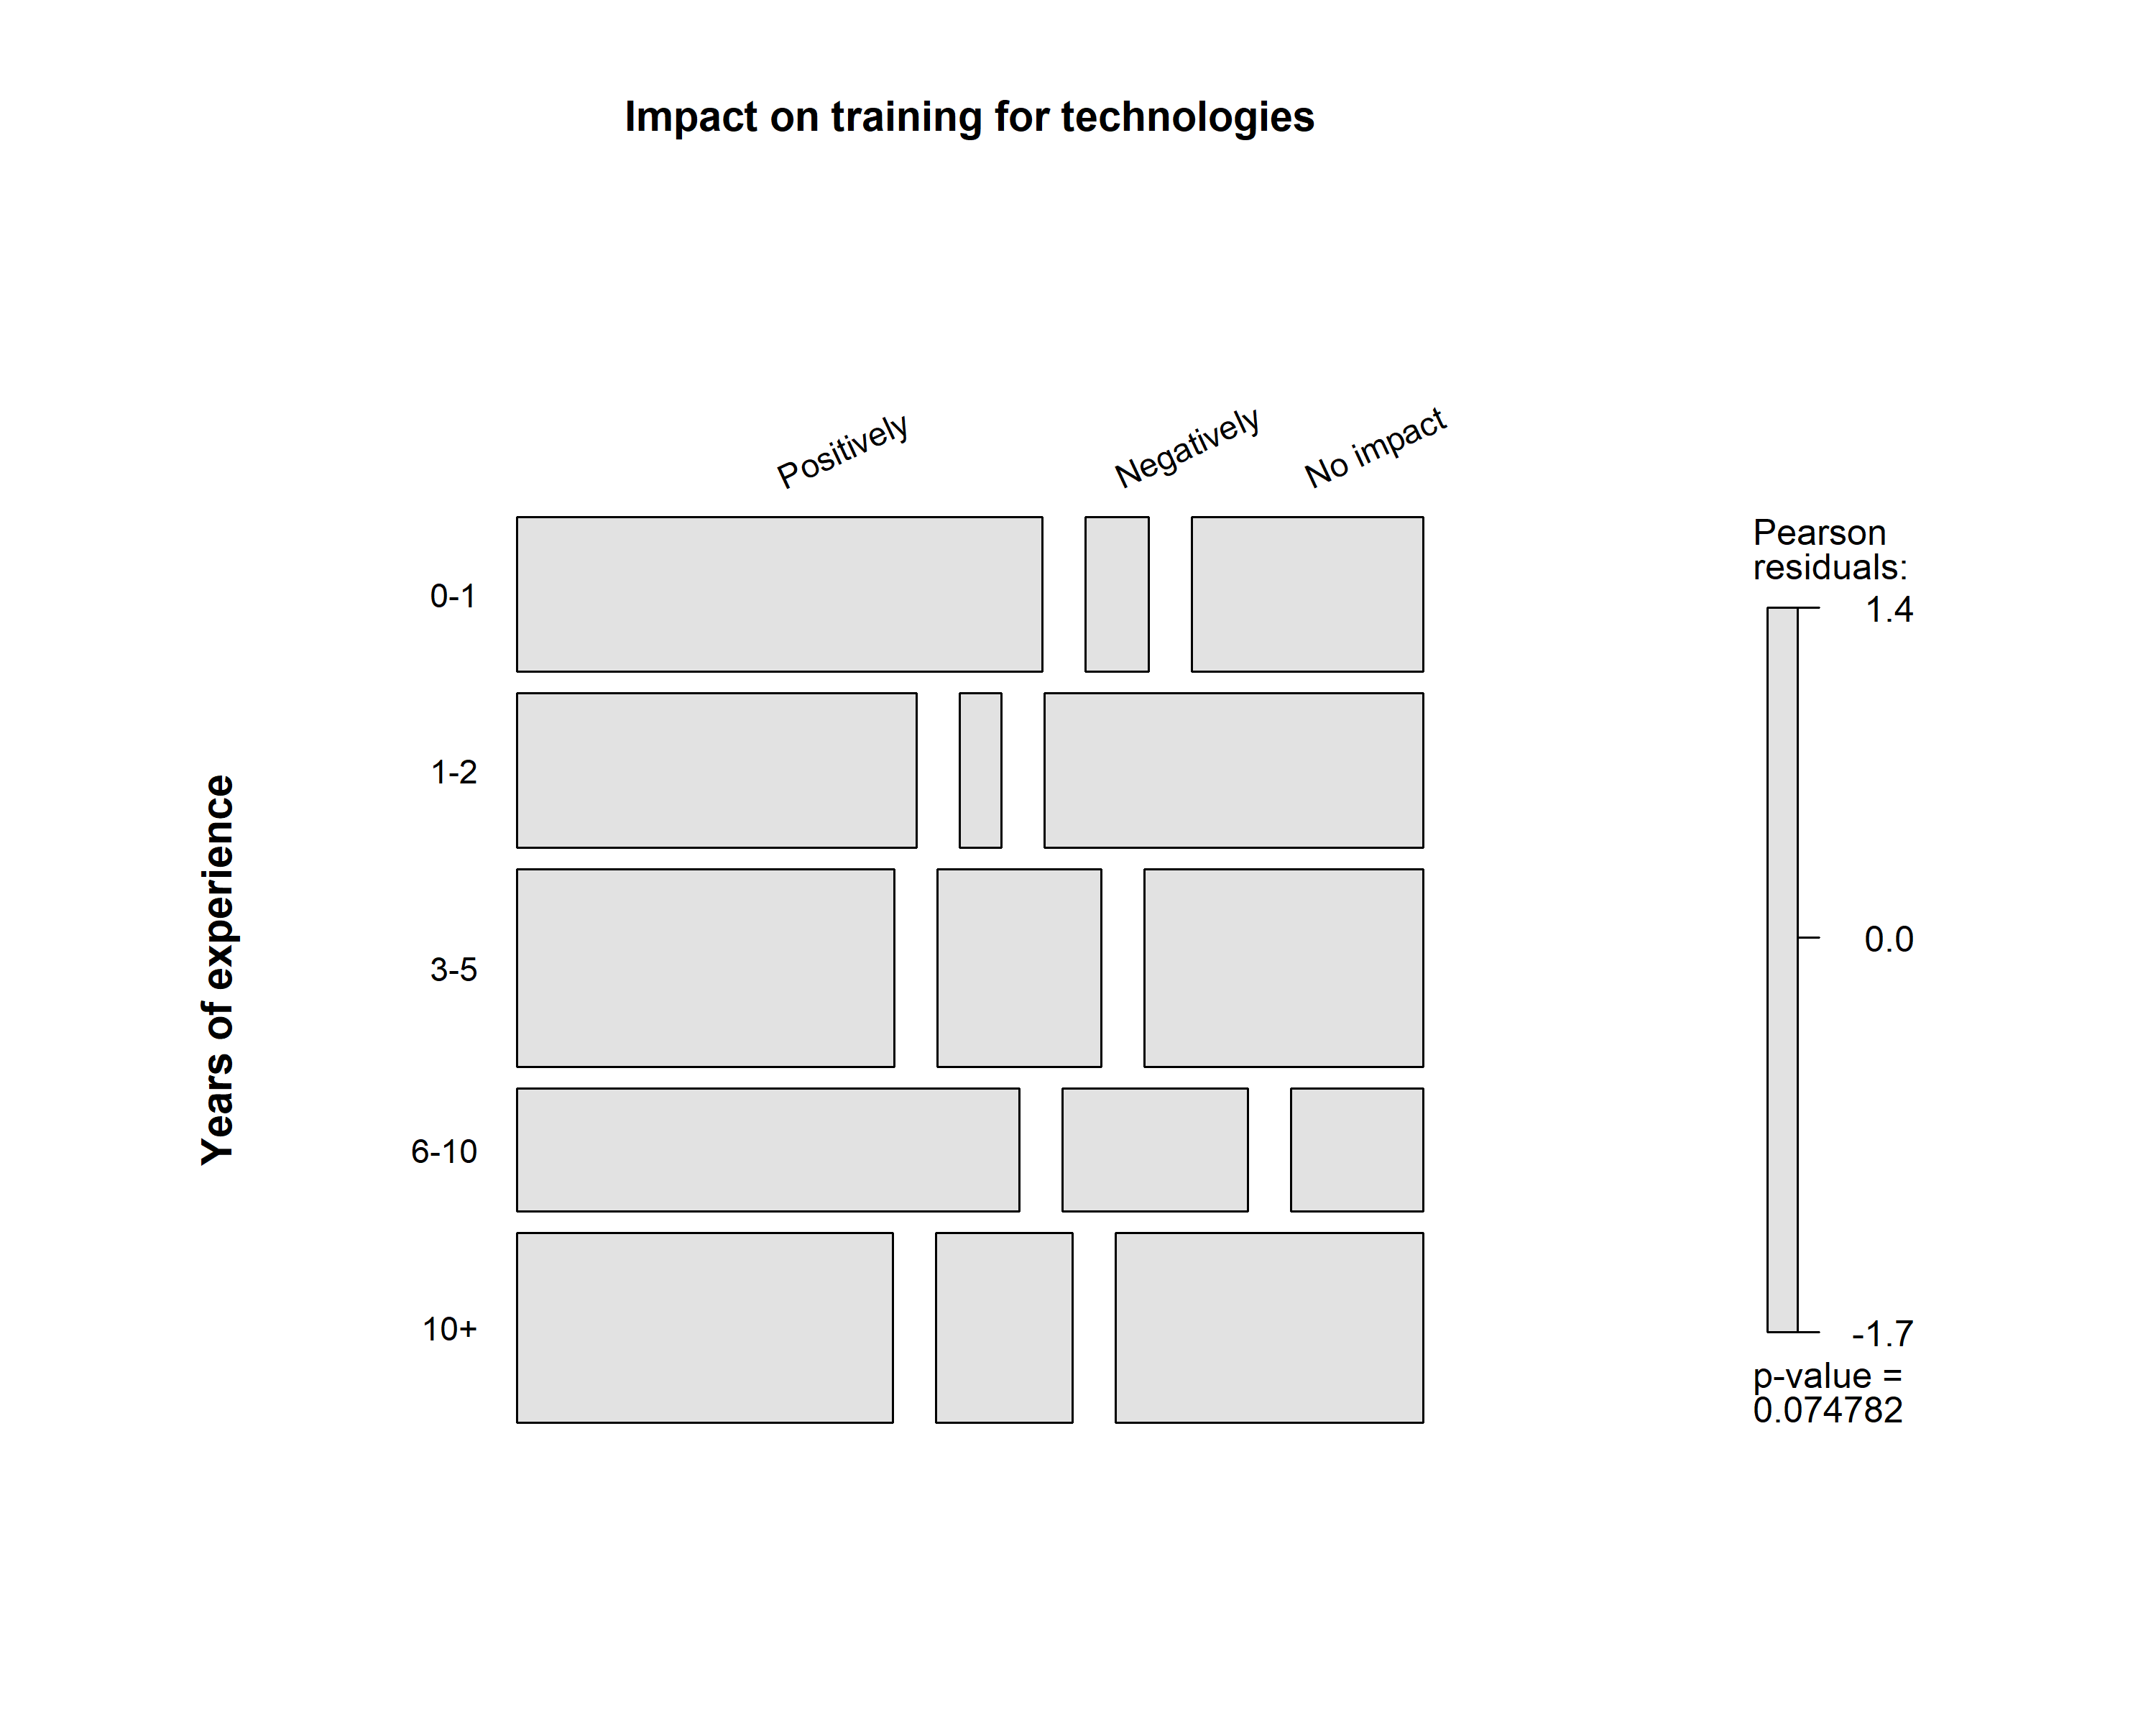 Impact on training for technologies
Positively
Negatively
No impact
Years of experience
0-1
1-2
3-5
6-10
10+
Pearson
residuals:
1.4
0.0
-1.7
p-value =
0.074782